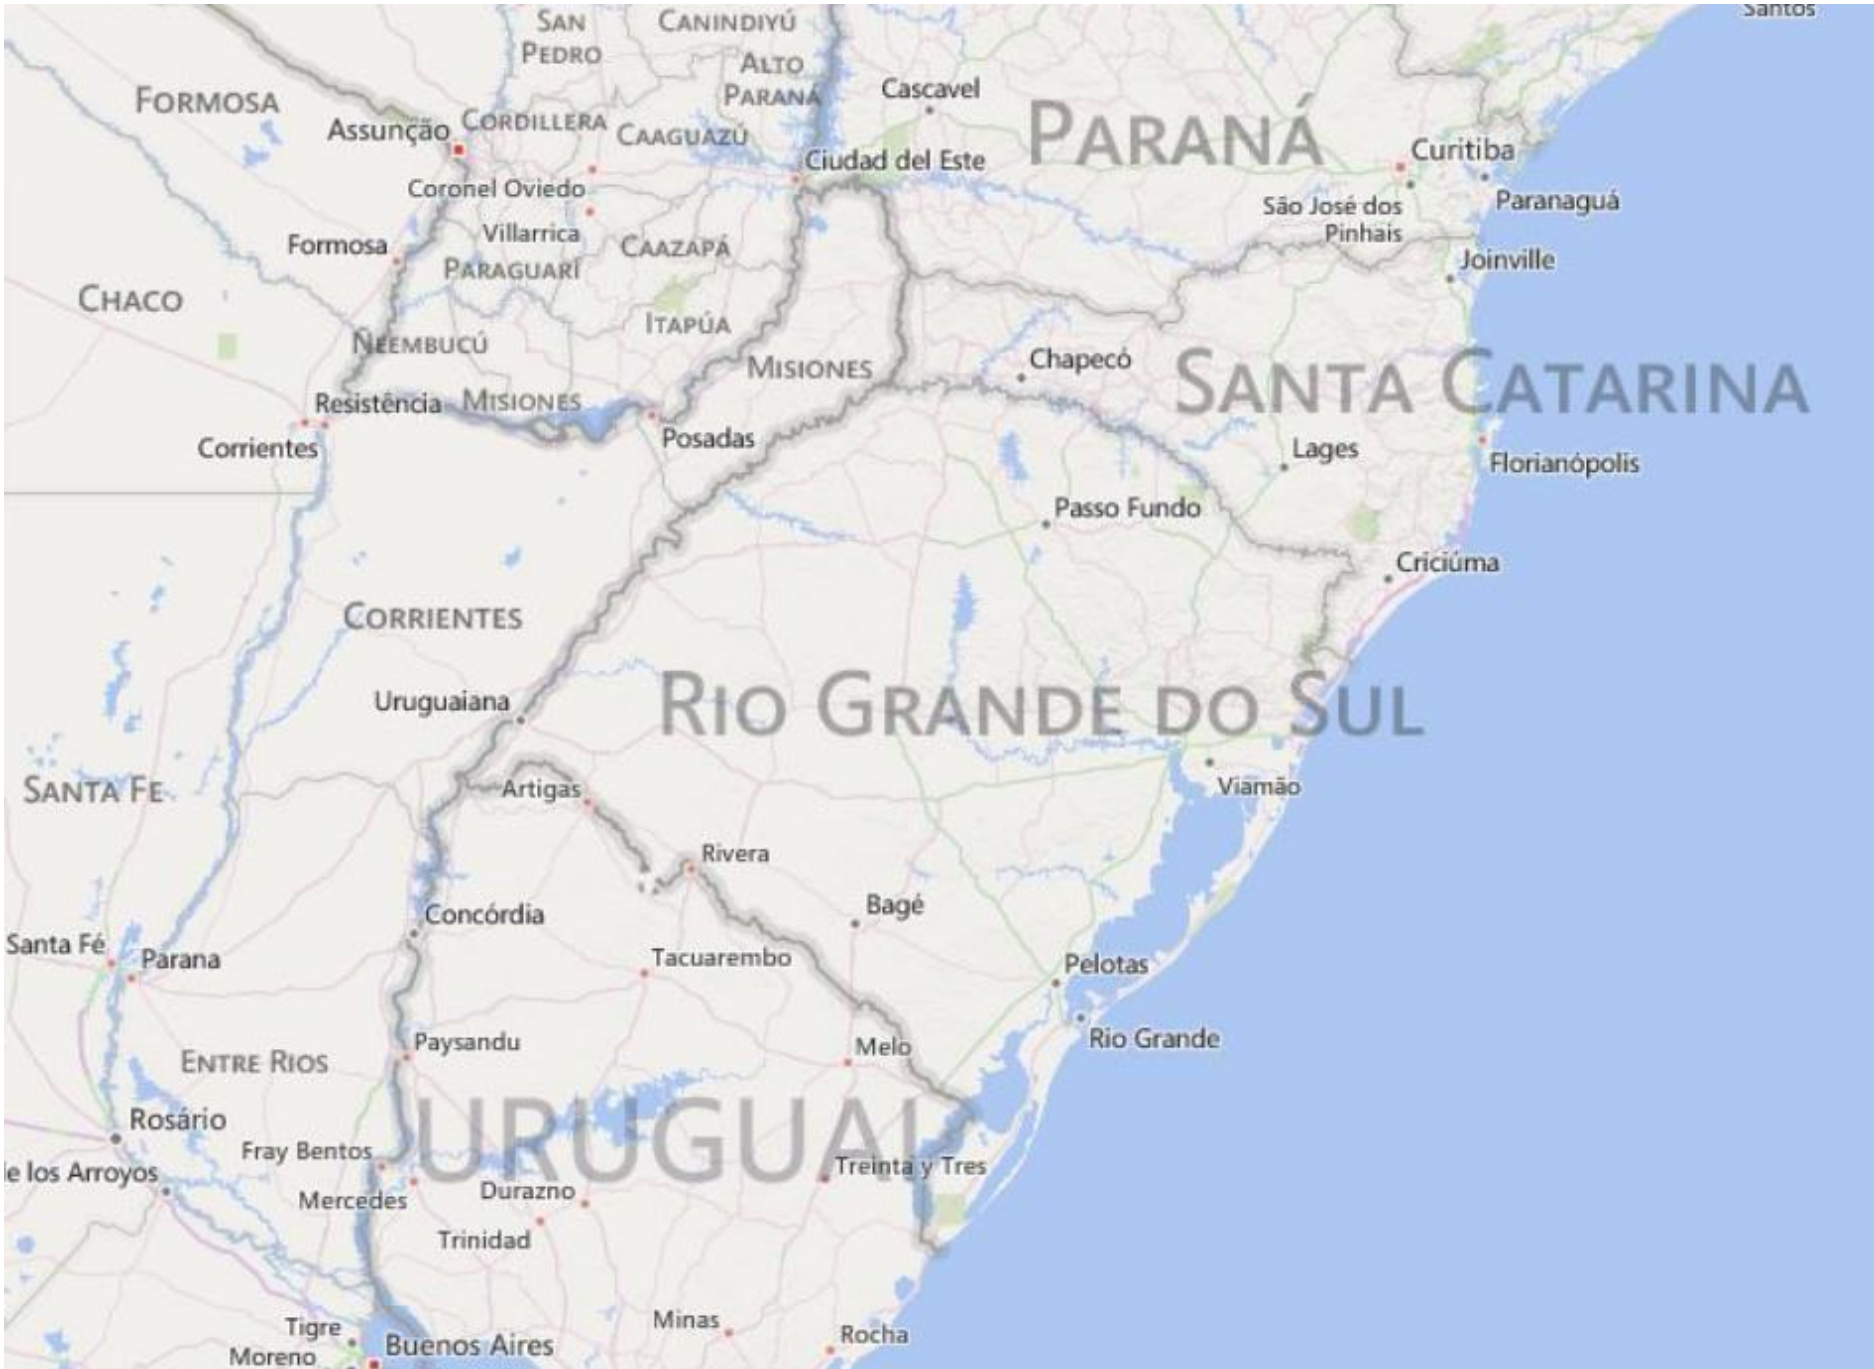 Santos
SAN
PEDRO
CANINDIYÚ
ALTO
PARANÁ
FORMOSA
Cascavel
Assunção
CORDILLERA
CAAGUAZÚ
PARANÁ
Ciudad del Este
Curitiba
Coronel Oviedo
São José dos
Pinhais
Paranaguá
Villarrica
Formosa
CAAZAPÁ
PARAGUARÍ
Joinville
CHACO
ITAPÚA
ÑEEMBUCÚ
MISIONES
Chapecó
SANTA CATARINA
Resistência
MISIONES
Posadas
Corrientes
Lages
Florianópolis
Passo Fundo
Criciúma
CORRIENTES
Uruguaiana
RIO GRANDE DO SUL
SANTA FE
Artigas
Viamão
Rivera
Bagé
Concórdia
Santa Fé
Parana
Tacuarembo
Pelotas
Rio Grande
Paysandu
Melo
ENTRE RIOS
Rosário
URUGUAI
Fray Bentos
e los Arroyos
Treinta y Tres
Mercedes
Durazno
Trinidad
Tigre
Minas
Rocha
Buenos Aires
Moreno